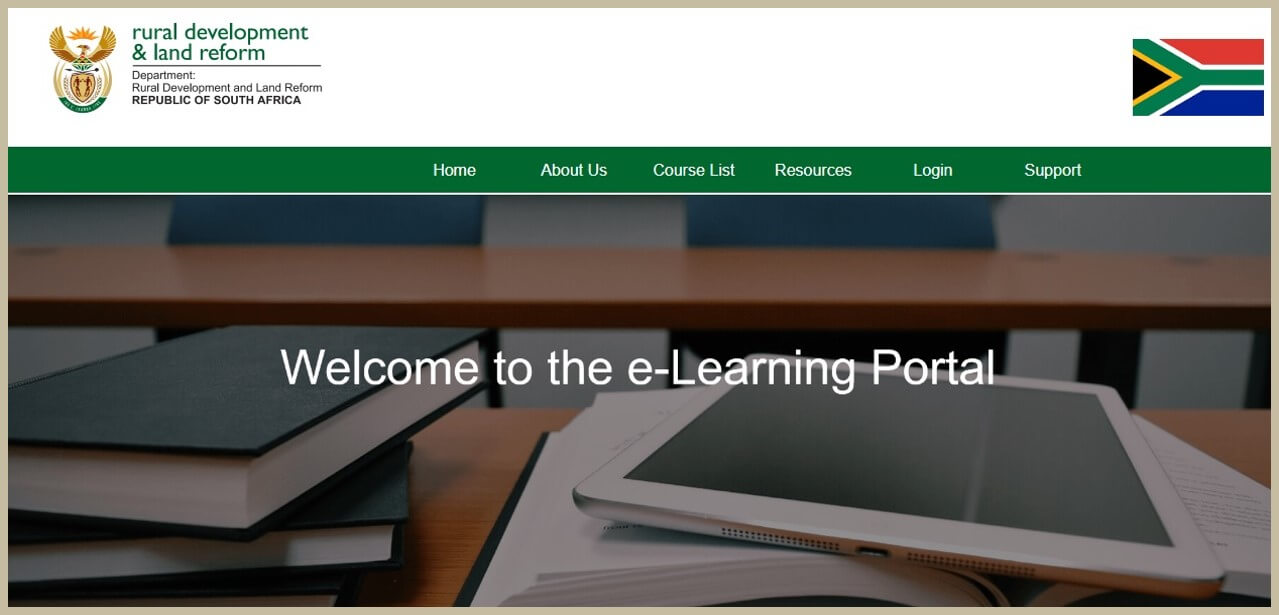 rural development
& land reform
Department:
Rural Development and Land Reform
REPUBLIC OF SOUTH AFRICA
Home About Us Course List Resources Login Support
Welcome to the e-Learning Portal